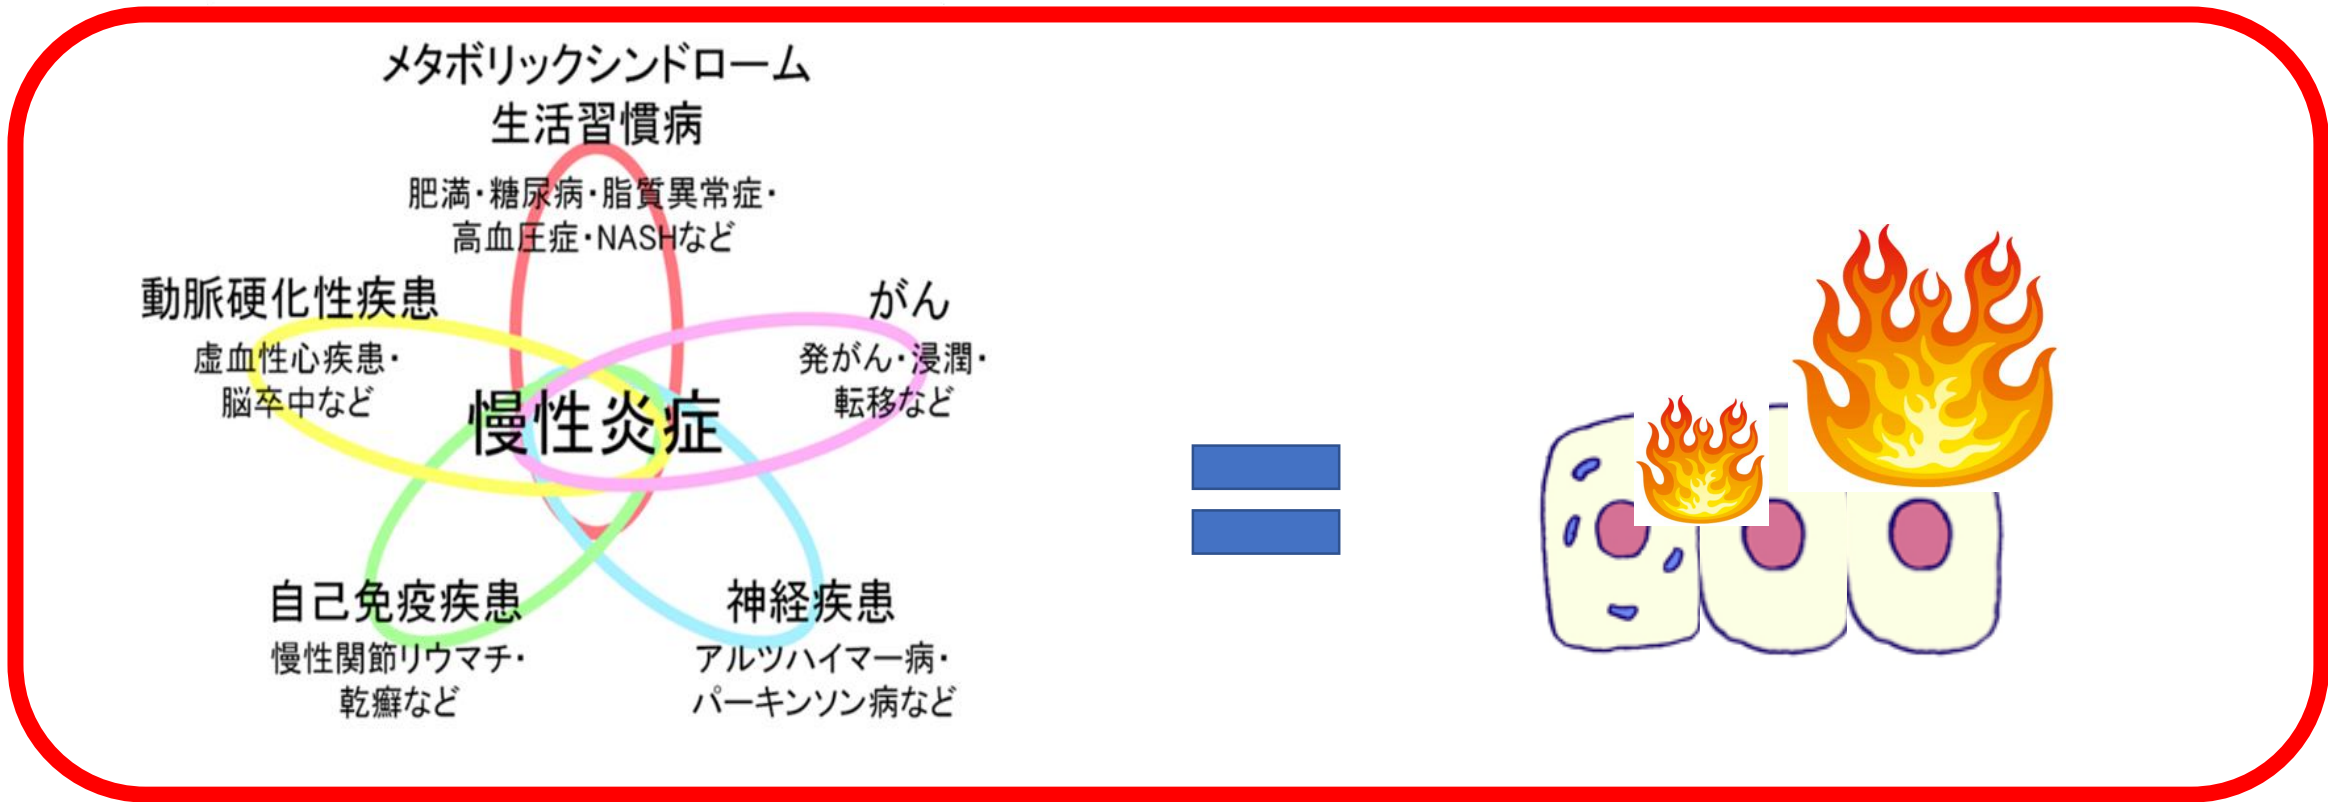 メタボリックシンドローム
生活習慣病
肥満・糖尿病・脂質異常症・
高血圧症・NASHなど
動脈硬化性疾患
虚血性心疾患・
脳卒中など
がん
発がん・浸潤・
転移など
慢性炎症
自己免疫疾患
慢性関節リウマチ・
乾癬など
神経疾患
アルツハイマー病・
パーキンソン病など